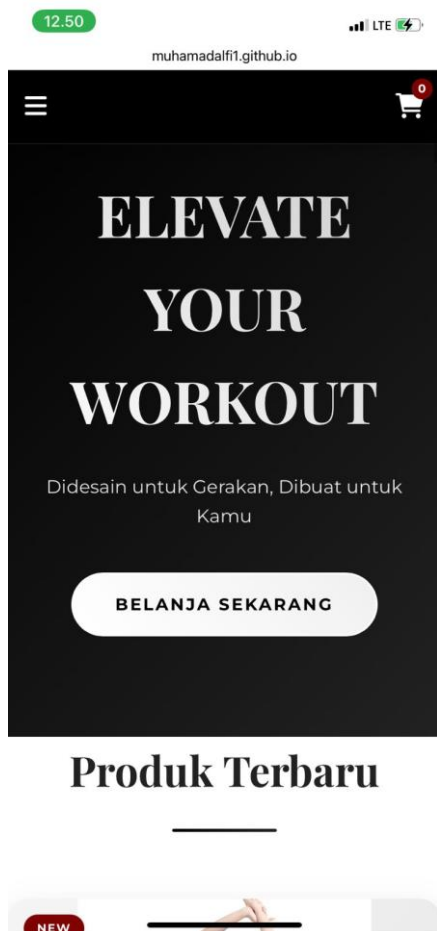 12.50
LTE
muhamadalfi1.github.io
0
ELEVATE
YOUR
WORKOUT
Didesain untuk Gerakan, Dibuat untuk
Kamu
BELANJA SEKARANG
Produk Terbaru
NEW